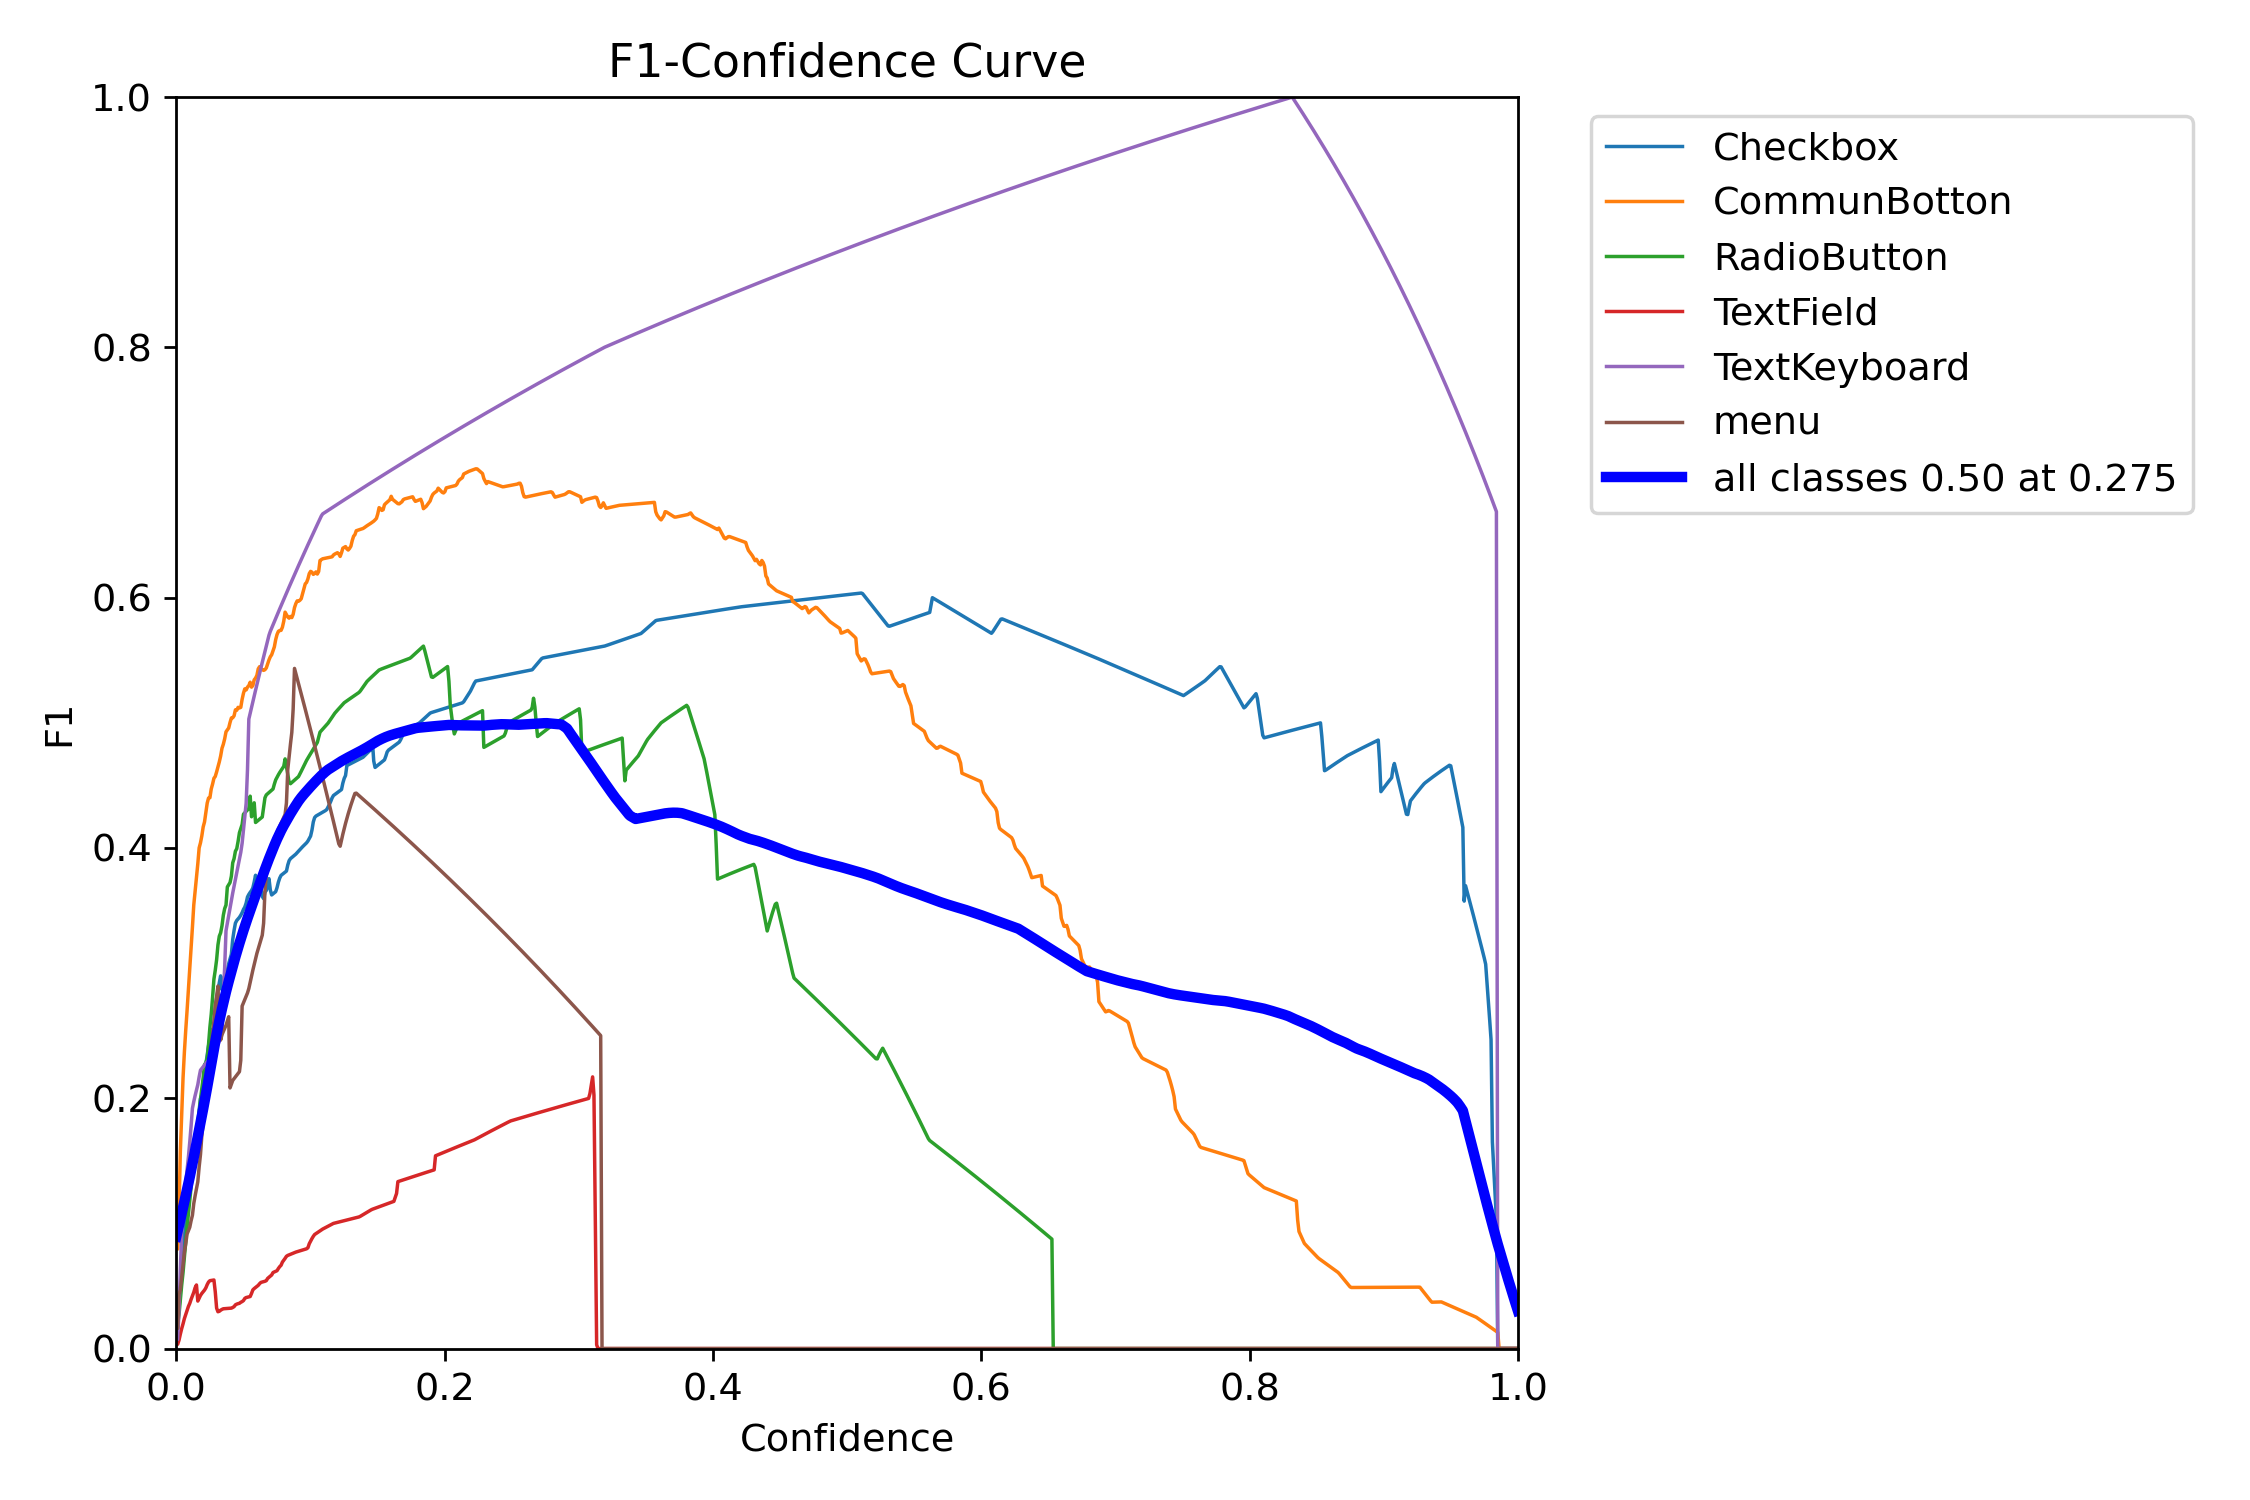 F1-Confidence Curve
1.0
0.8
0.6
0.4
0.2
0.0
F1
0.0 0.2 0.4 0.6 0.8 1.0
Confidence
Checkbox
CommunBotton
RadioButton
TextField
TextKeyboard
menu
all classes 0.50 at 0.275